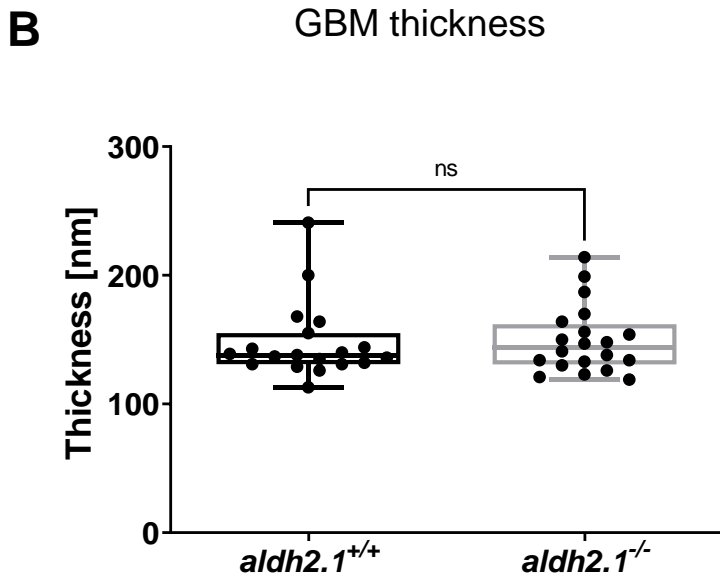 B
GBM thickness
ns
300
200
100
0
Thickness [nm]
aldh2.1+/+
aldh2.1-/-